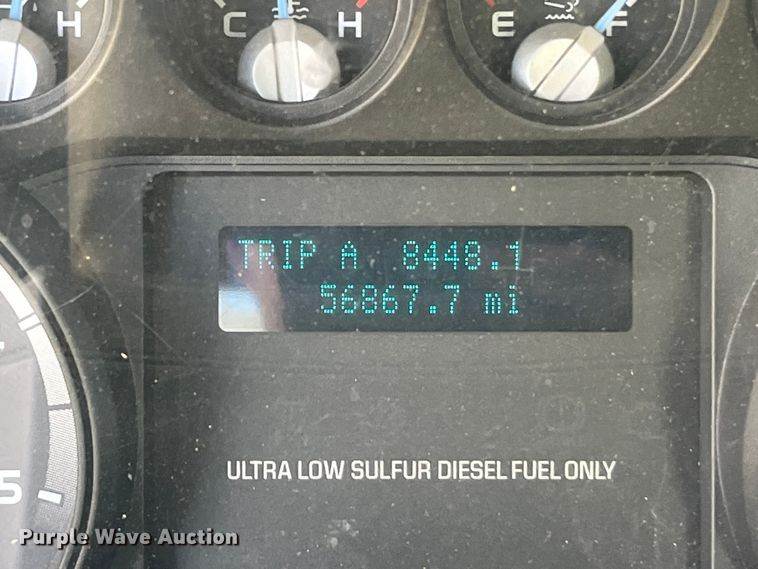 H
C H
E F
TRIP A 8448.1
56867.7 mi
ULTRA LOW SULFUR DIESEL FUEL ONLY
5
Purple Wave Auction